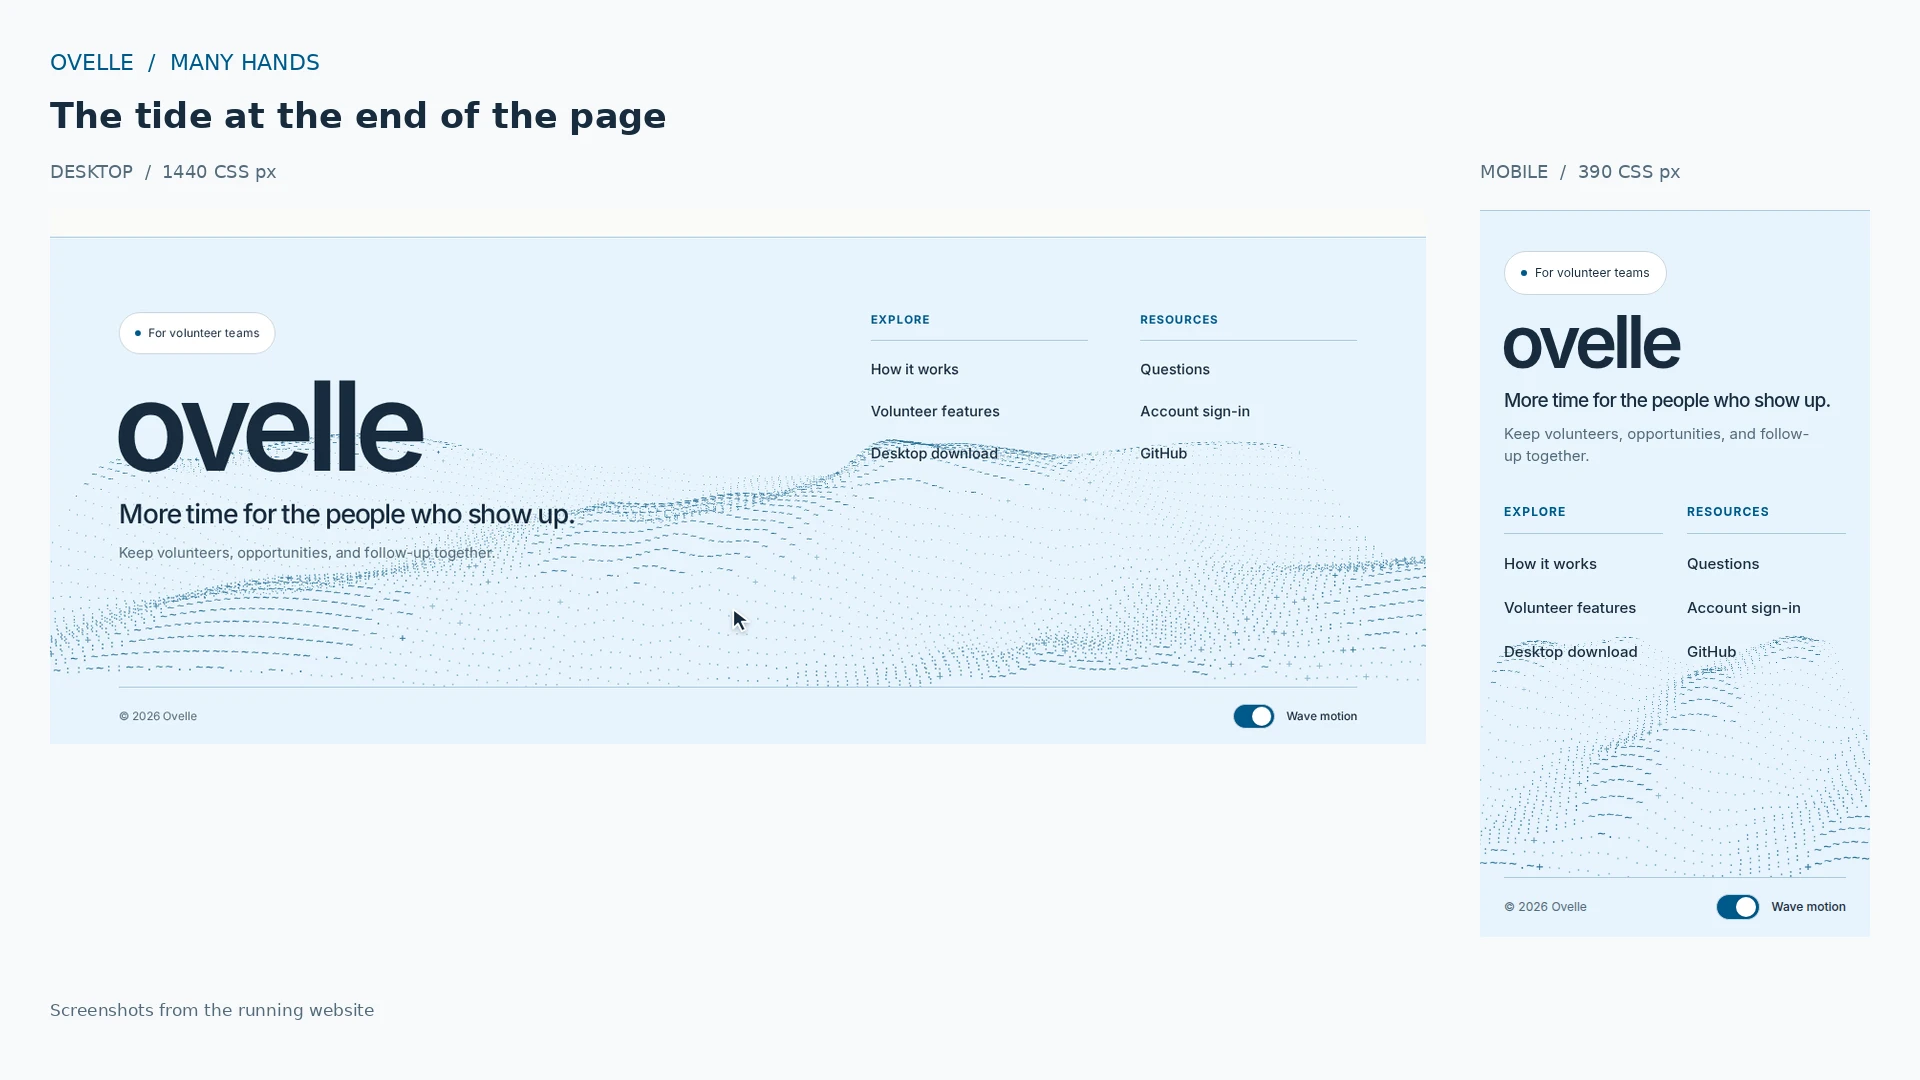 OVELLE / MANY HANDS
The tide at the end of the page
DESKTOP / 1440 CSS px
For volunteer teams
ovelle
More time for the people who show up.
Keep volunteers, opportunities, and follow-up together.
EXPLORE
How it works
Volunteer features
Desktop download
RESOURCES
Questions
Account sign-in
GitHub
© 2026 Ovelle
Wave motion
MOBILE / 390 CSS px
For volunteer teams
ovelle
More time for the people who show up.
Keep volunteers, opportunities, and follow-
up together.
EXPLORE
How it works
Volunteer features
Desktop download
RESOURCES
Questions
Account sign-in
GitHub
© 2026 Ovelle
Wave motion
Screenshots from the running website